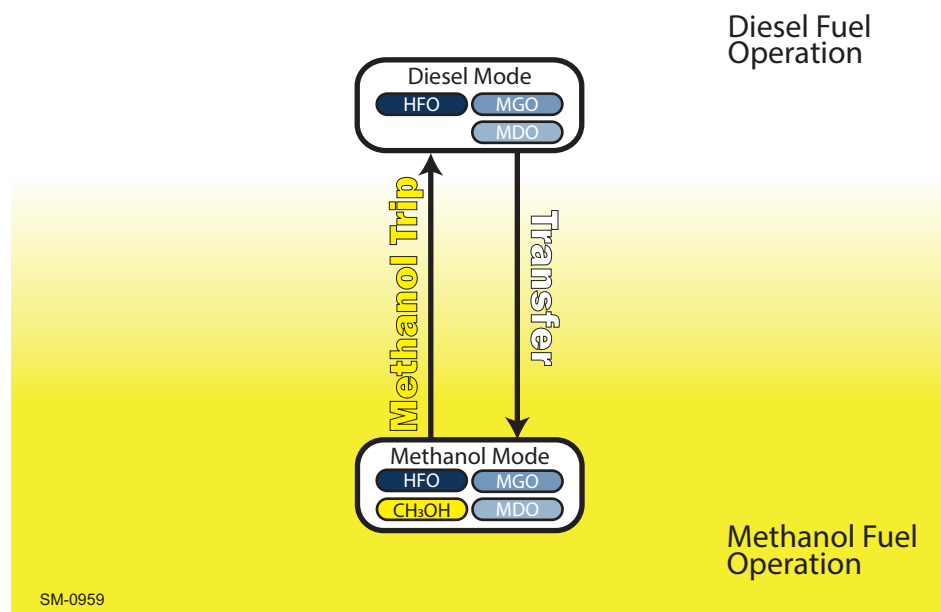 Diesel Fuel
Operation
Diesel Mode
HFO
MGO
MDO
Methanol Trip
Transfer
Methanol Mode
HFO
MGO
CH₃OH
MDO
Methanol Fuel
Operation
SM-0959